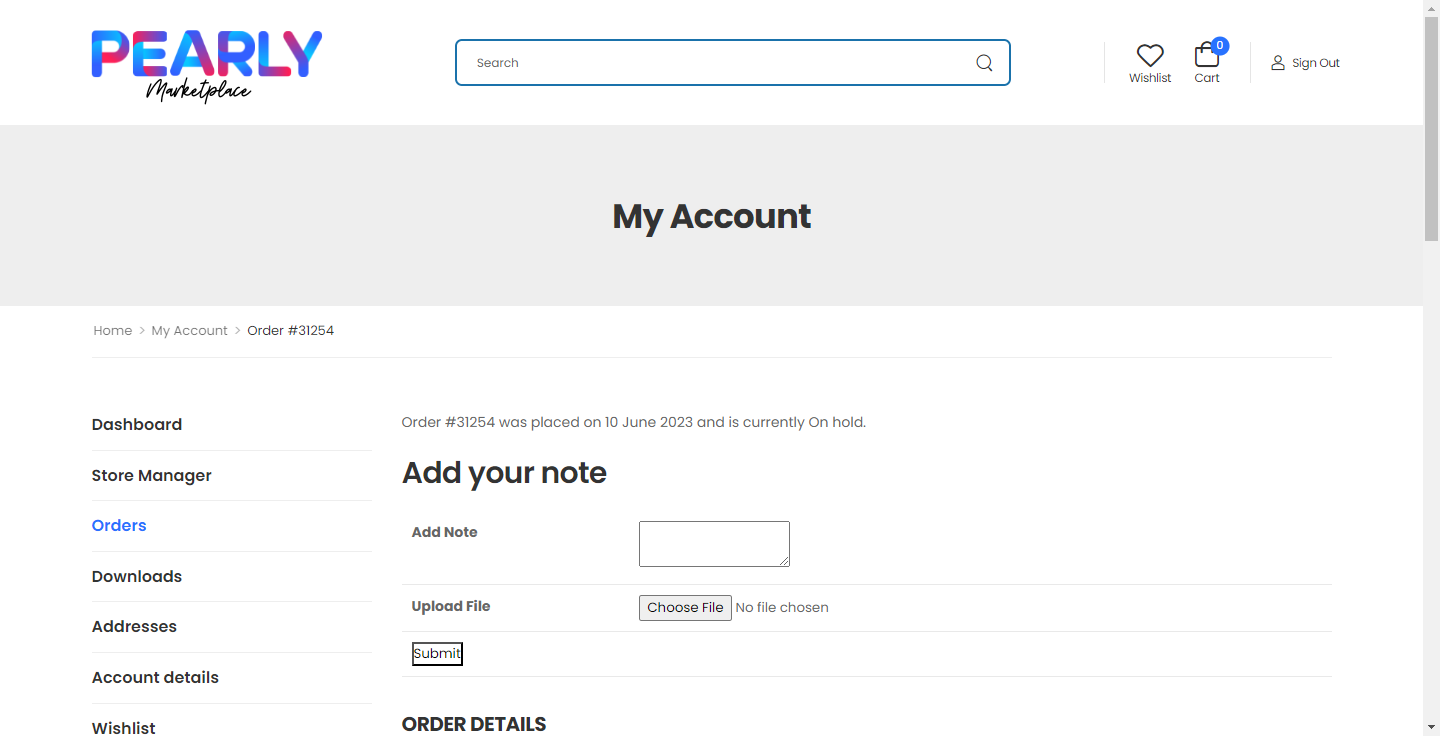 PEARLY
Marketplace
Search
Wishlist
0
Cart
Sign Out
My Account
Home > My Account > Order #31254
Dashboard
Store Manager
Orders
Downloads
Addresses
Account details
Wishlist
Order #31254 was placed on 10 June 2023 and is currently On hold.
Add your note
Add Note
Upload File Choose File No file chosen
Submit
ORDER DETAILS